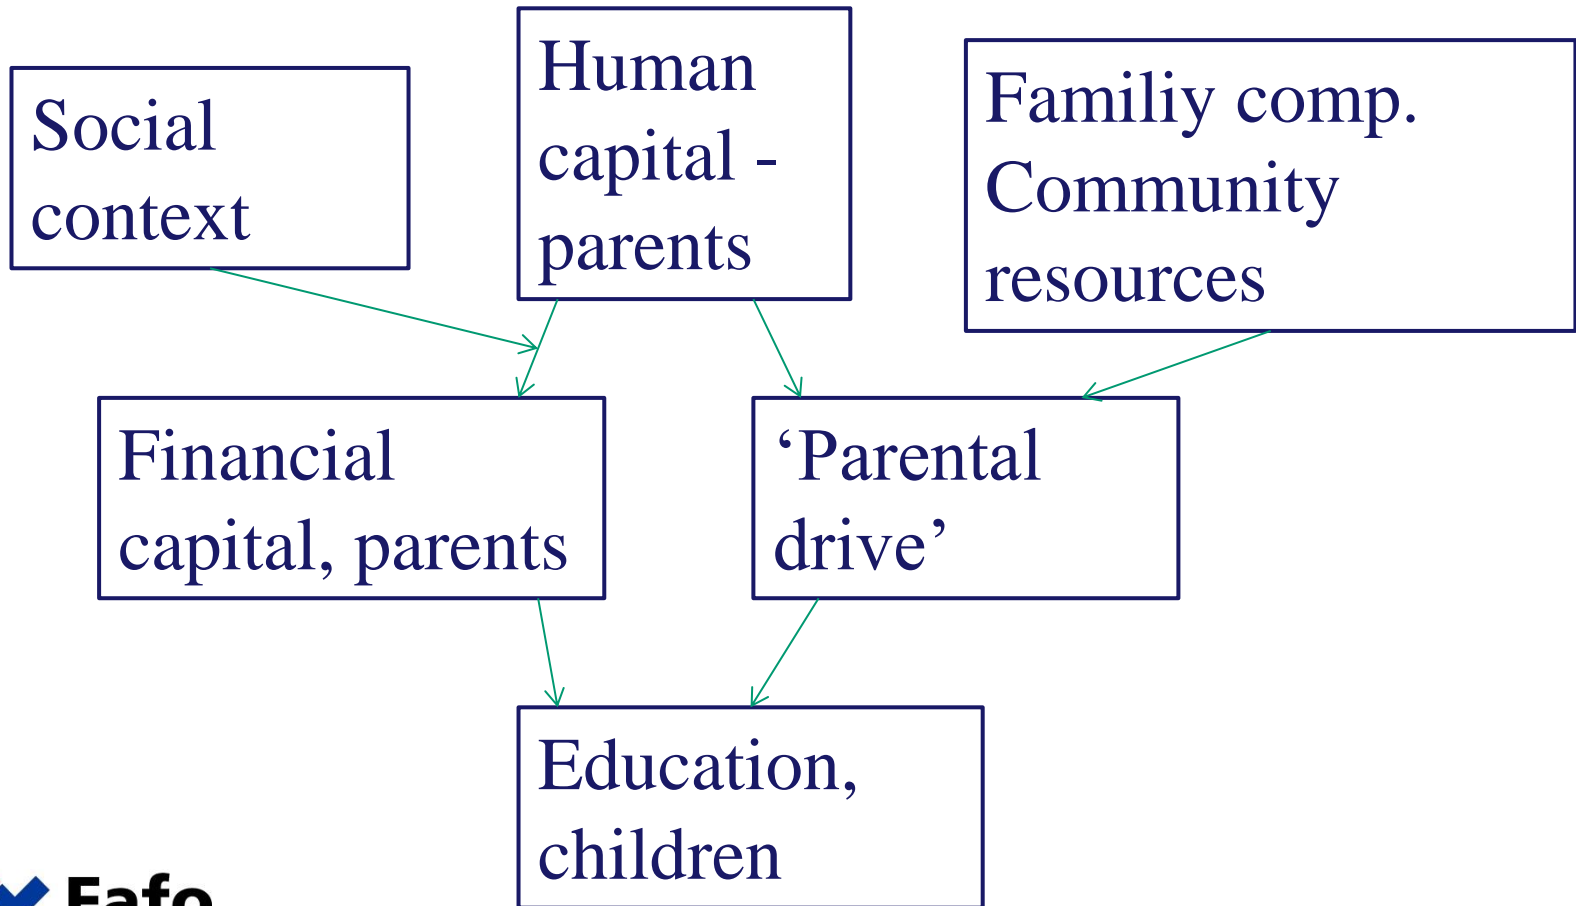 Social
context
Human
capital -
parents
Familiy comp.
Community
resources
Financial
capital, parents
‘Parental
drive’
Education,
children
Fafo